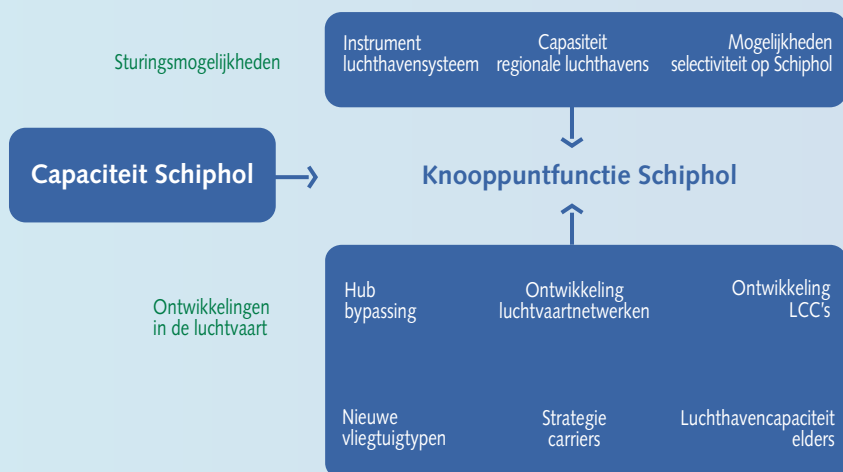 Sturingsmogelijkheden
Instrument
luchthavensysteem
Capasiteit
regionale luchthavens
Mogelijkheden
selectiviteit op Schiphol
Capaciteit Schiphol
Knooppuntfunctie Schiphol
Ontwikkelingen
in de luchtvaart
Hub
bypassing
Ontwikkeling
luchtvaartnetwerken
Ontwikkeling
LCC's
Nieuwe
vliegtuigtypen
Strategie
carriers
Luchthavencapaciteit
elders